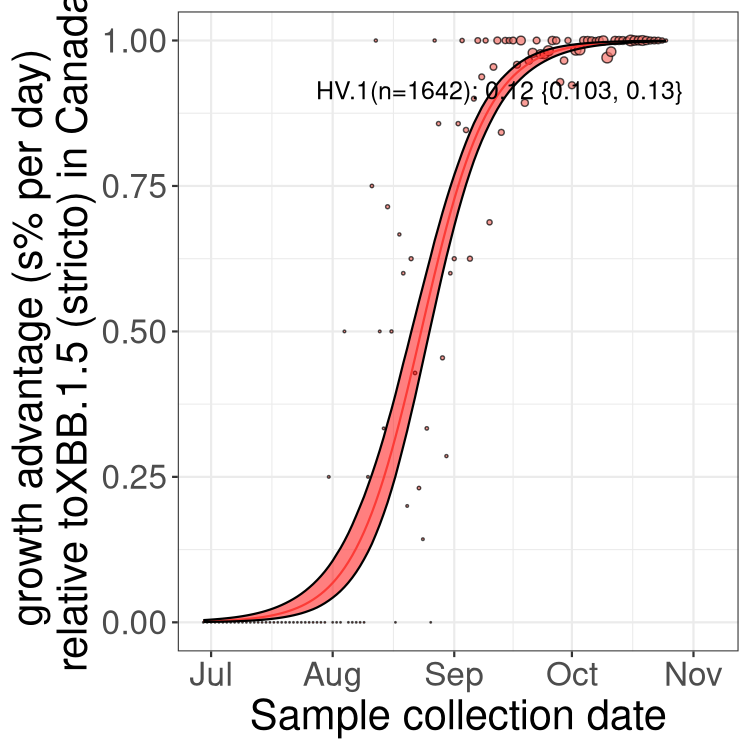 growth advantage (s% per day)
relative toXBB.1.5 (stricto) in Canada
1.00
0.75
0.50
0.25
0.00
HV.1(n=1642): 0.12 {0.103, 0.13}
Jul Aug Sep Oct Nov
Sample collection date